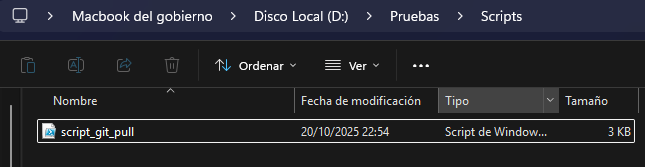 Macbook del gobierno > Disco Local (D:) > Pruebas > Scripts
Ordenar Ver ...
Nombre Fecha de modificación Tipo Tamaño
script_git_pull 20/10/2025 22:54 Script de Window... 3 KB